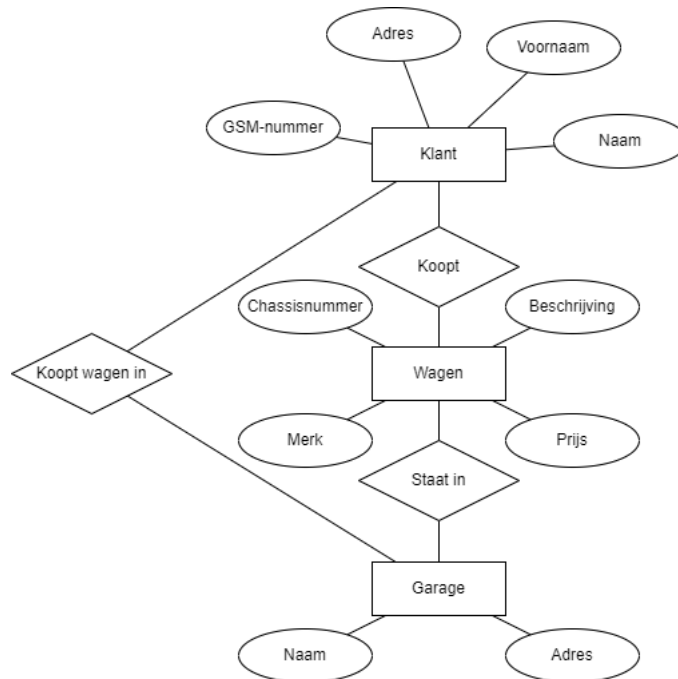 Adres
Voornaam
GSM-nummer
Klant
Naam
Koopt
Chassisnummer
Beschrijving
Koopt wagen in
Wagen
Merk
Prijs
Staat in
Garage
Naam
Adres